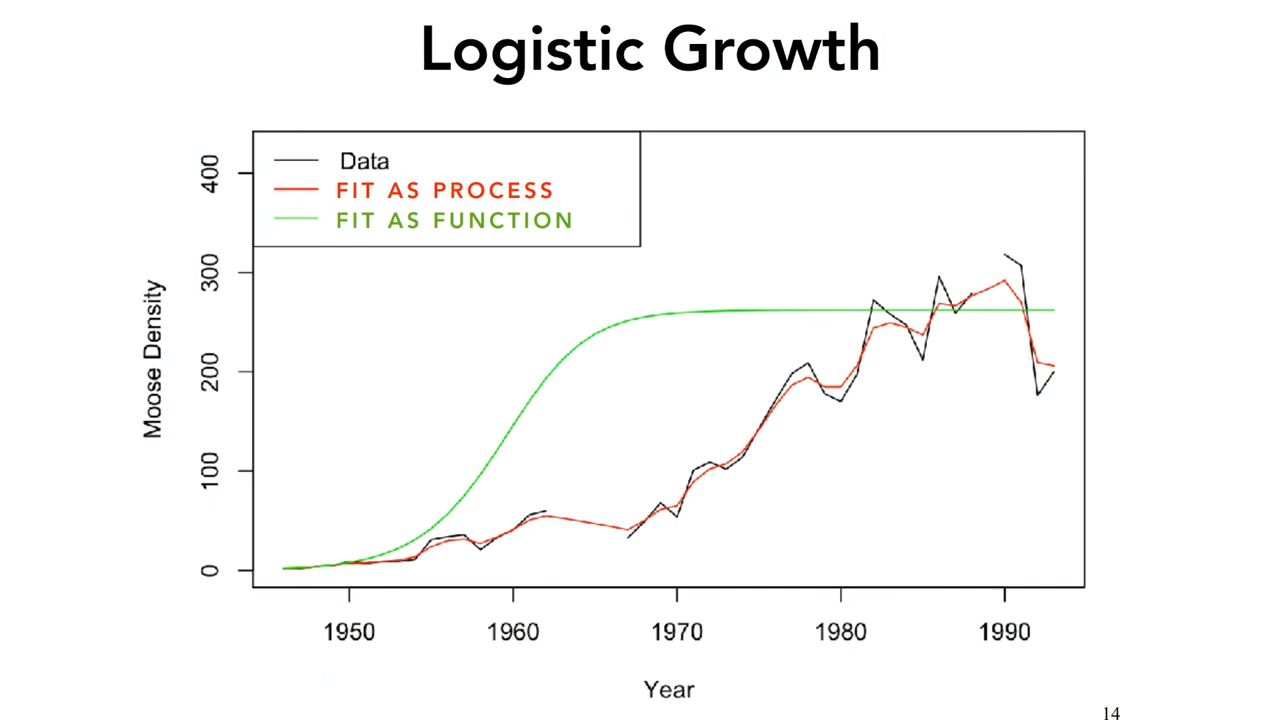 Logistic Growth
Data
FIT AS PROCESS
FIT AS FUNCTION
400
300
200
100
0
Moose Density
1950 1960 1970 1980 1990
Year
14